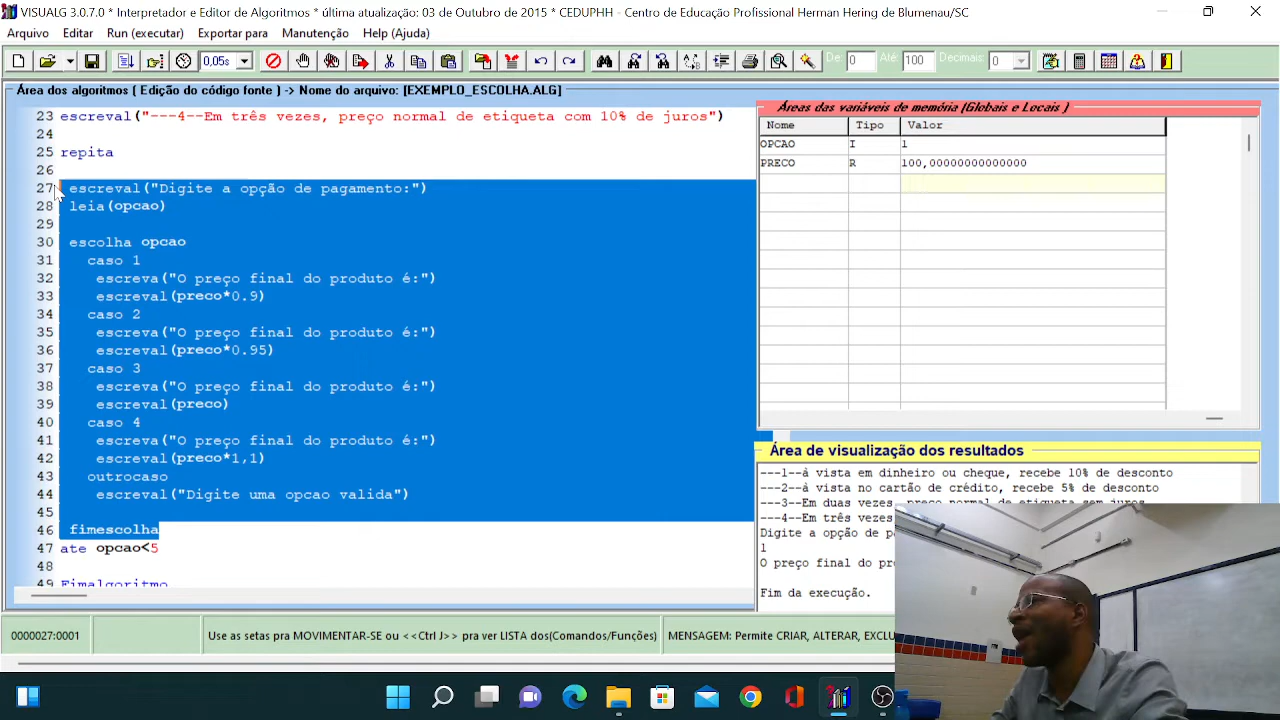 VISUALG 3.0.7.0 * Interpretador e Editor de Algoritmos * última atualização: 03 de Outubro de 2015 * CEDUPHH - Centro de Educação Profissional Herman Hering de Blumenau/SC
Arquivo Editar Run (executar) Exportar para Manutenção Help (Ajuda)
0,05s De: 0 Até: 100 Decimais: 0
Área dos algoritmos ( Edição do código fonte ) -> Nome do arquivo: [EXEMPLO_ESCOLHA.ALG]
23 escreval("---4--Em três vezes, preço normal de etiqueta com 10% de juros")
24
25 repita
26
27 escreval("Digite a opção de pagamento:")
28 leia(opcao)
29
30 escolha opcao
31 caso 1
32 escreva("O preço final do produto é:")
33 escreval(preco*0.9)
34 caso 2
35 escreva("O preço final do produto é:")
36 escreval(preco*0.95)
37 caso 3
38 escreva("O preço final do produto é:")
39 escreval(preco)
40 caso 4
41 escreva("O preço final do produto é:")
42 escreval(preco*1,1)
43 outrocaso
44 escreval("Digite uma opcao valida")
45
46 fimescolha
47 ate opcao<5
48
49 Fimalgoritmo
Áreas das variáveis de memória (Globais e Locais )
Nome Tipo Valor
OPCAO I 1
PRECO R 100,00000000000000
Área de visualização dos resultados
---1--à vista em dinheiro ou cheque, recebe 10% de desconto
---2--à vista no cartão de crédito, recebe 5% de desconto
---3--Em duas vezes, preço normal de etiqueta sem juros
---4--Em três vezes
Digite a opção de pa
1
O preço final do pro
Fim da execução.
0000027:0001 Use as setas pra MOVIMENTAR-SE ou <<Ctrl J>> pra ver LISTA dos(Comandos/Funções) MENSAGEM: Permite CRIAR, ALTERAR, EXCLU